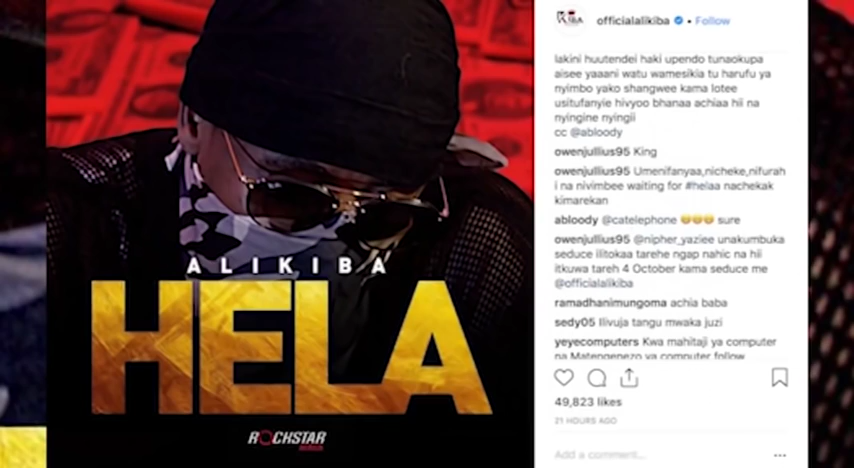 ALIKIBA
HELA
ROCKSTAR
officialalikiba • Follow
lakini huutendei haki upendo tunaokupa
aisee yaaani watu wamesikia tu harufu ya
nyimbo yako shangwee kama lotee
usitufanyie hivyoo bhanaa achiaa hii na
nyingine nyingii
cc @abloody
owenjullius95 King
owenjullius95 Umenifanyaa,nicheke,nifurah
i na nivimbee waiting for #helaa nachekak
kimarekan
abloody @catelephone 😄😄😄 sure
owenjullius95 @nipher_yaziee unakumbuka
seduce ilitokaa tarehe ngap nahic na hii
itkuwa tareh 4 October kama seduce me
@officialalikiba
ramadhanimungoma achia baba
sedy05 Ilivuja tangu mwaka juzi
yeyecomputers Kwa mahitaji ya computer
na Matengenezo ya computer follow
49,823 likes
21 HOURS AGO
Add a comment...